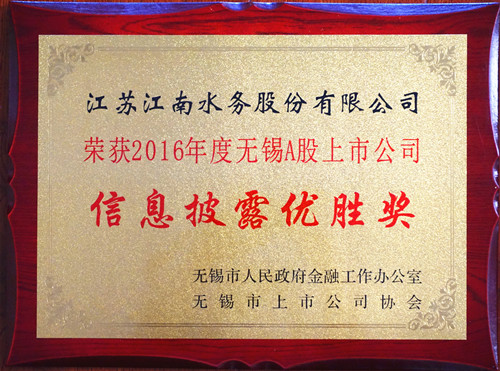 江苏江南水务股份有限公司
荣获2016年度无锡A股上市公司
信息披露优胜奖
无锡市人民政府金融工作办公室
无锡市上市公司协会